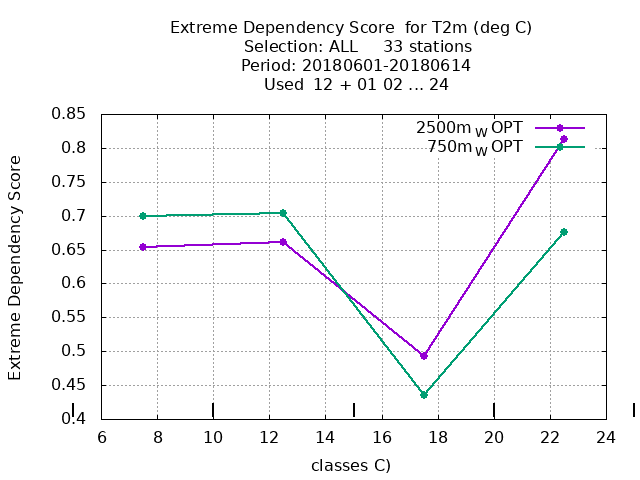 Extreme Dependency Score  for T2m (deg C)
Selection: ALL     33 stations
Period: 20180601-20180614
Used  12 + 01 02 ... 24
Extreme Dependency Score
0.85
0.8
0.75
0.7
0.65
0.6
0.55
0.5
0.45
0.4
2500m W OPT
750m W OPT
6 8 10 12 14 16 18 20 22 24
classes C)